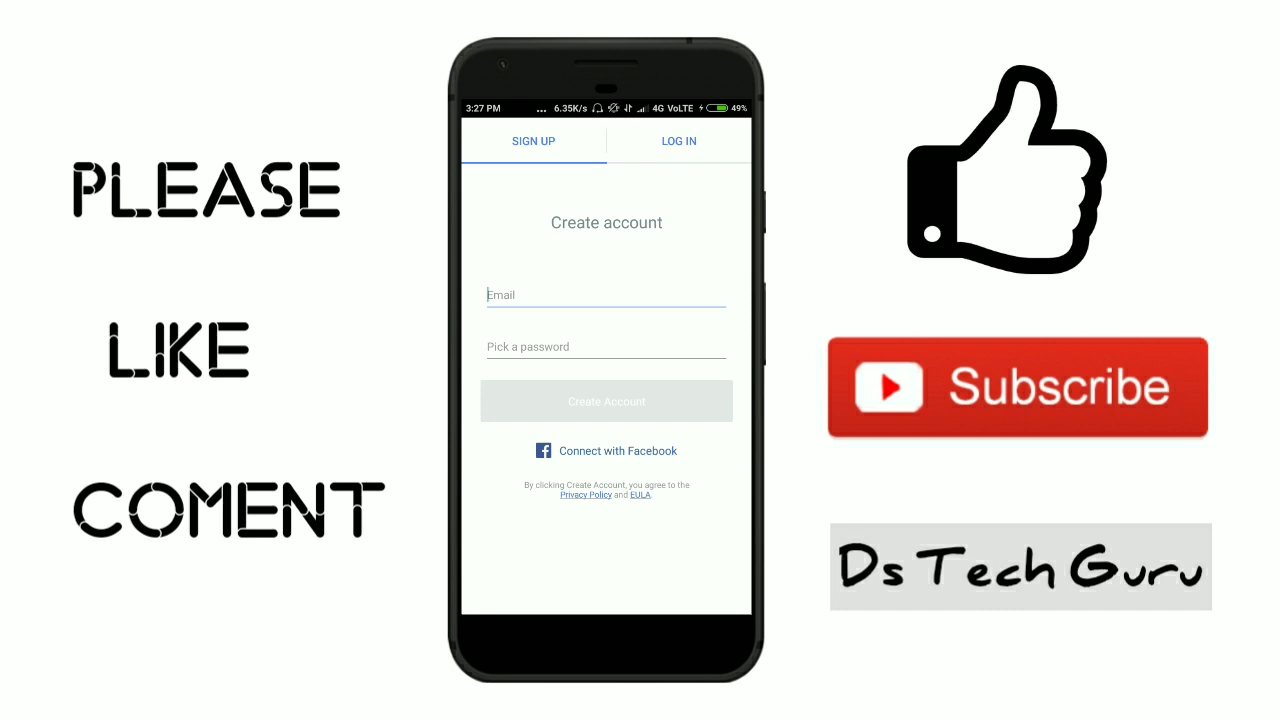 PLEASE
LIKE
COMENT
3:27 PM ... 6.35K/s 4G VoLTE 49%
SIGN UP LOG IN
Create account
Email
Pick a password
Create Account
Connect with Facebook
By clicking Create Account, you agree to the
Privacy Policy and EULA.
Subscribe
Ds Tech Guru